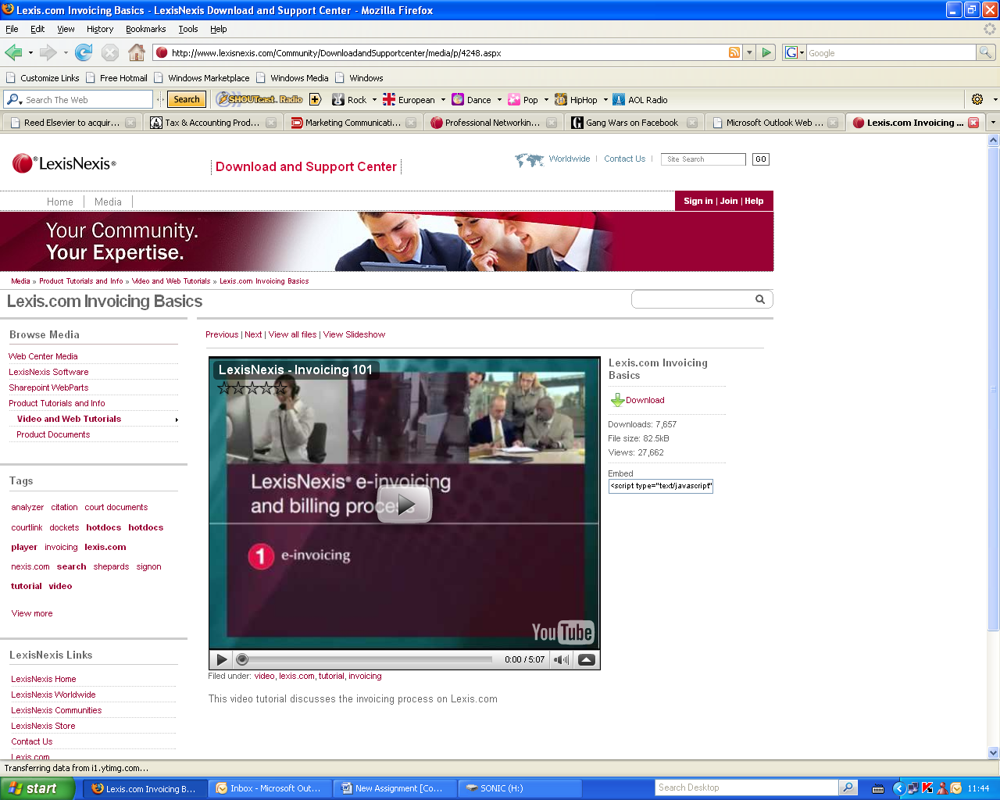 Lexis.com Invoicing Basics - LexisNexis Download and Support Center - Mozilla Firefox
File Edit View History Bookmarks Tools Help
http://www.lexisnexis.com/Community/DownloadandSupportcenter/media/p/4248.aspx
G Google
Customize Links Free Hotmail Windows Marketplace Windows Media Windows
Search The Web Search SHOUTcast Radio Rock European Dance Pop HipHop AOL Radio
Reed Elsevier to acquir... Tax & Accounting Prod... Marketing Communicati... Professional Networkin... Gang Wars on Facebook Microsoft Outlook Web ... Lexis.com Invoicing ...
LexisNexis®
Download and Support Center
Worldwide | Contact Us | Site Search GO
Home | Media |
Sign in | Join | Help
Your Community.
Your Expertise.
Media » Product Tutorials and Info » Video and Web Tutorials » Lexis.com Invoicing Basics
Lexis.com Invoicing Basics
Browse Media
Web Center Media
LexisNexis Software
Sharepoint WebParts
Product Tutorials and Info
Video and Web Tutorials
Product Documents
Tags
analyzer citation court documents
courtlink dockets hotdocs hotdocs
player invoicing lexis.com
nexis.com search shepards signon
tutorial video
View more
LexisNexis Links
LexisNexis Home
LexisNexis Worldwide
LexisNexis Communities
LexisNexis Store
Contact Us
Lexis.com
Previous | Next | View all files | View Slideshow
LexisNexis - Invoicing 101
LexisNexis® e-invoicing
and billing process
1 e-invoicing
YouTube
0:00 / 5:07
Filed under: video, lexis.com, tutorial, invoicing
This video tutorial discusses the invoicing process on Lexis.com
Lexis.com Invoicing
Basics
Download
Downloads: 7,657
File size: 82.5kB
Views: 27,662
Embed
<script type="text/javascript"
Transferring data from i1.ytimg.com...
start Lexis.com Invoicing B... Inbox - Microsoft Out... New Assignment [Co... SONIC (H:) Search Desktop 11:44